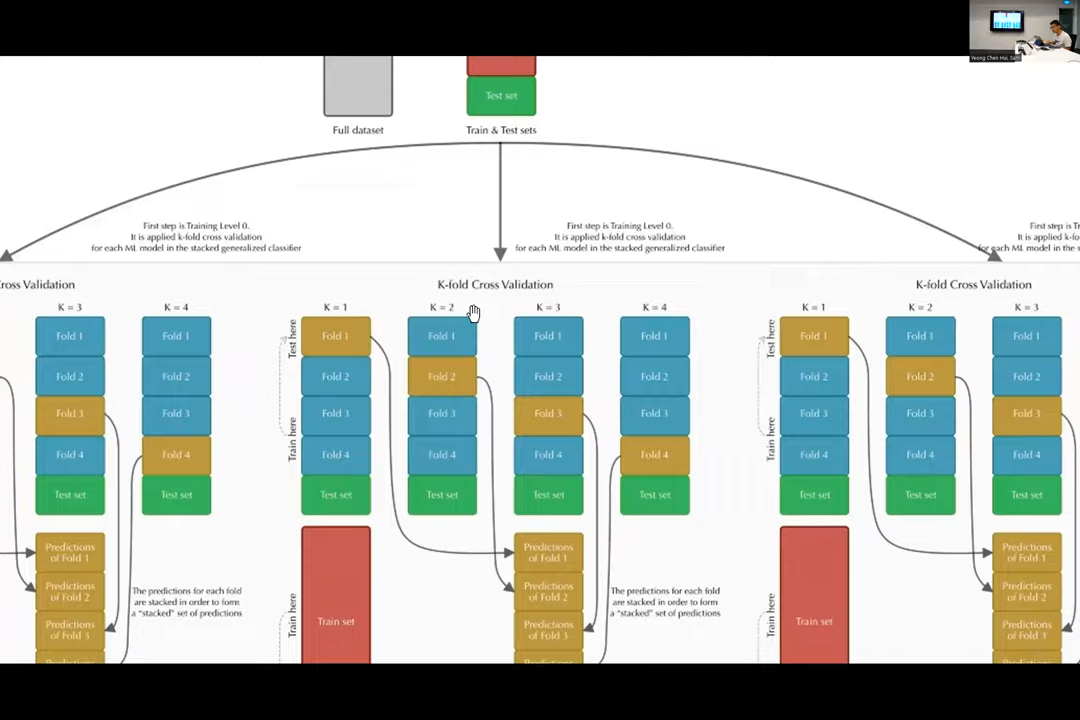 Yeong Chen Hui, Sam
Test set
Full dataset
Train & Test sets
First step is Training Level 0.
It is applied k-fold cross validation
for each ML model in the stacked generalized classifier
First step is Training Level 0.
It is applied k-fold cross validation
for each ML model in the stacked generalized classifier
First step is Tr
It is applied k-fo
for each ML model in the s
ross Validation
K = 3
K = 4
Fold 1
Fold 1
Fold 2
Fold 2
Fold 3
Fold 3
Fold 4
Fold 4
Test set
Test set
Predictions
of Fold 1
Predictions
of Fold 2
Predictions
of Fold 3
The predictions for each fold
are stacked in order to form
a "stacked" set of predictions
K-fold Cross Validation
K = 1
K = 2
K = 3
K = 4
Test here
Train here
Fold 1
Fold 1
Fold 1
Fold 1
Fold 2
Fold 2
Fold 2
Fold 2
Fold 3
Fold 3
Fold 3
Fold 3
Fold 4
Fold 4
Fold 4
Fold 4
Test set
Test set
Test set
Test set
Train here
Train set
Predictions
of Fold 1
Predictions
of Fold 2
Predictions
of Fold 3
The predictions for each fold
are stacked in order to form
a "stacked" set of predictions
K-fold Cross Validation
K = 1
K = 2
K = 3
Test here
Train here
Fold 1
Fold 1
Fold 1
Fold 2
Fold 2
Fold 2
Fold 3
Fold 3
Fold 3
Fold 4
Fold 4
Fold 4
Test set
Test set
Test set
Train here
Train set
Predictions
of Fold 1
Predictions
of Fold 2
Predictions
of Fold 3